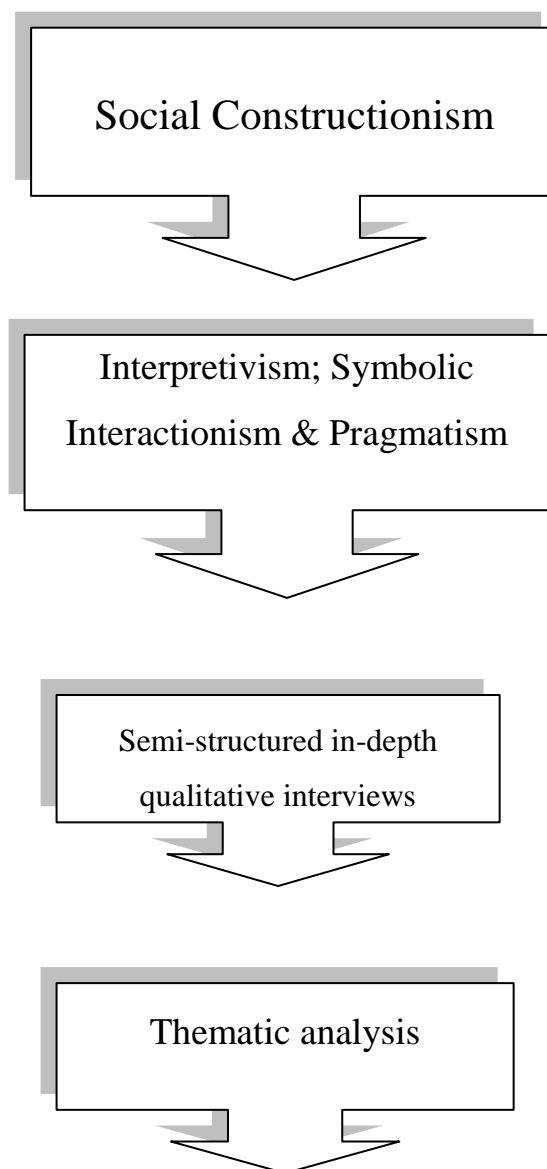 Social Constructionism
Interpretivism; Symbolic
Interactionism & Pragmatism
Semi-structured in-depth
qualitative interviews
Thematic analysis